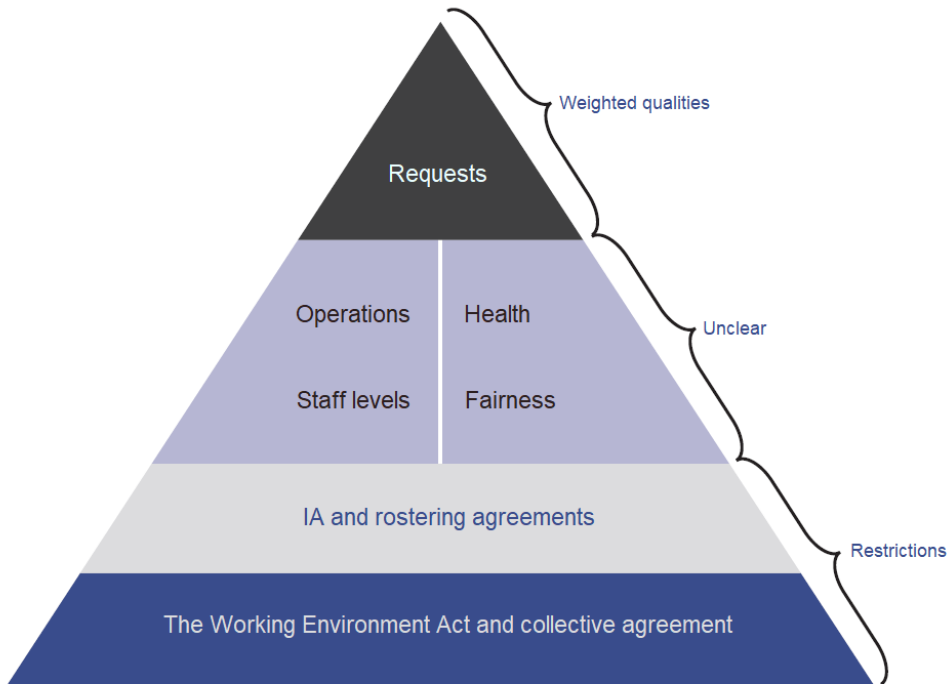 Weighted qualities
Requests
Operations
Health
Unclear
Staff levels
Fairness
IA and rostering agreements
Restrictions
The Working Environment Act and collective agreement